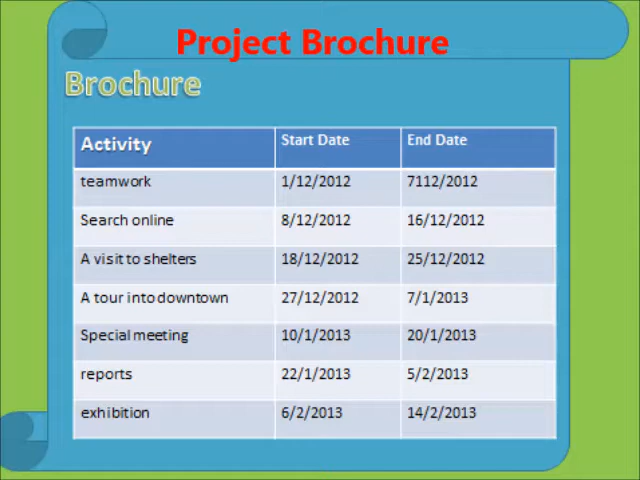 Project Brochure
Brochure
Activity Start Date End Date
teamwork 1/12/2012 7112/2012
Search online 8/12/2012 16/12/2012
A visit to shelters 18/12/2012 25/12/2012
A tour into downtown 27/12/2012 7/1/2013
Special meeting 10/1/2013 20/1/2013
reports 22/1/2013 5/2/2013
exhibition 6/2/2013 14/2/2013